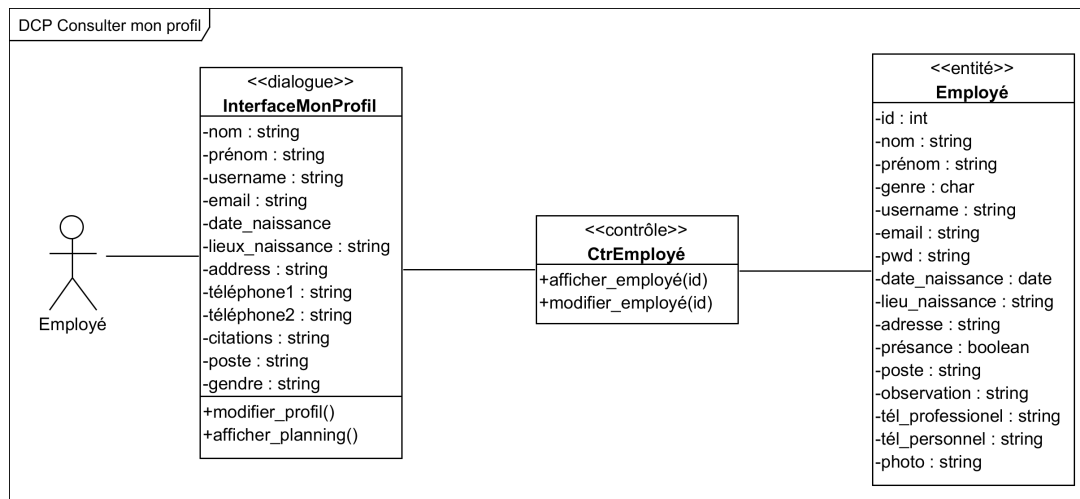 DCP Consulter mon profil
Employé
<<dialogue>>
InterfaceMonProfil
-nom : string
-prénom : string
-username : string
-email : string
-date_naissance
-lieux_naissance : string
-address : string
-téléphone1 : string
-téléphone2 : string
-citations : string
-poste : string
-gendre : string
+modifier_profil()
+afficher_planning()
<<contrôle>>
CtrEmployé
+afficher_employé(id)
+modifier_employé(id)
<<entité>>
Employé
-id : int
-nom : string
-prénom : string
-genre : char
-username : string
-email : string
-pwd : string
-date_naissance : date
-lieu_naissance : string
-adresse : string
-présance : boolean
-poste : string
-observation : string
-tél_professionel : string
-tél_personnel : string
-photo : string